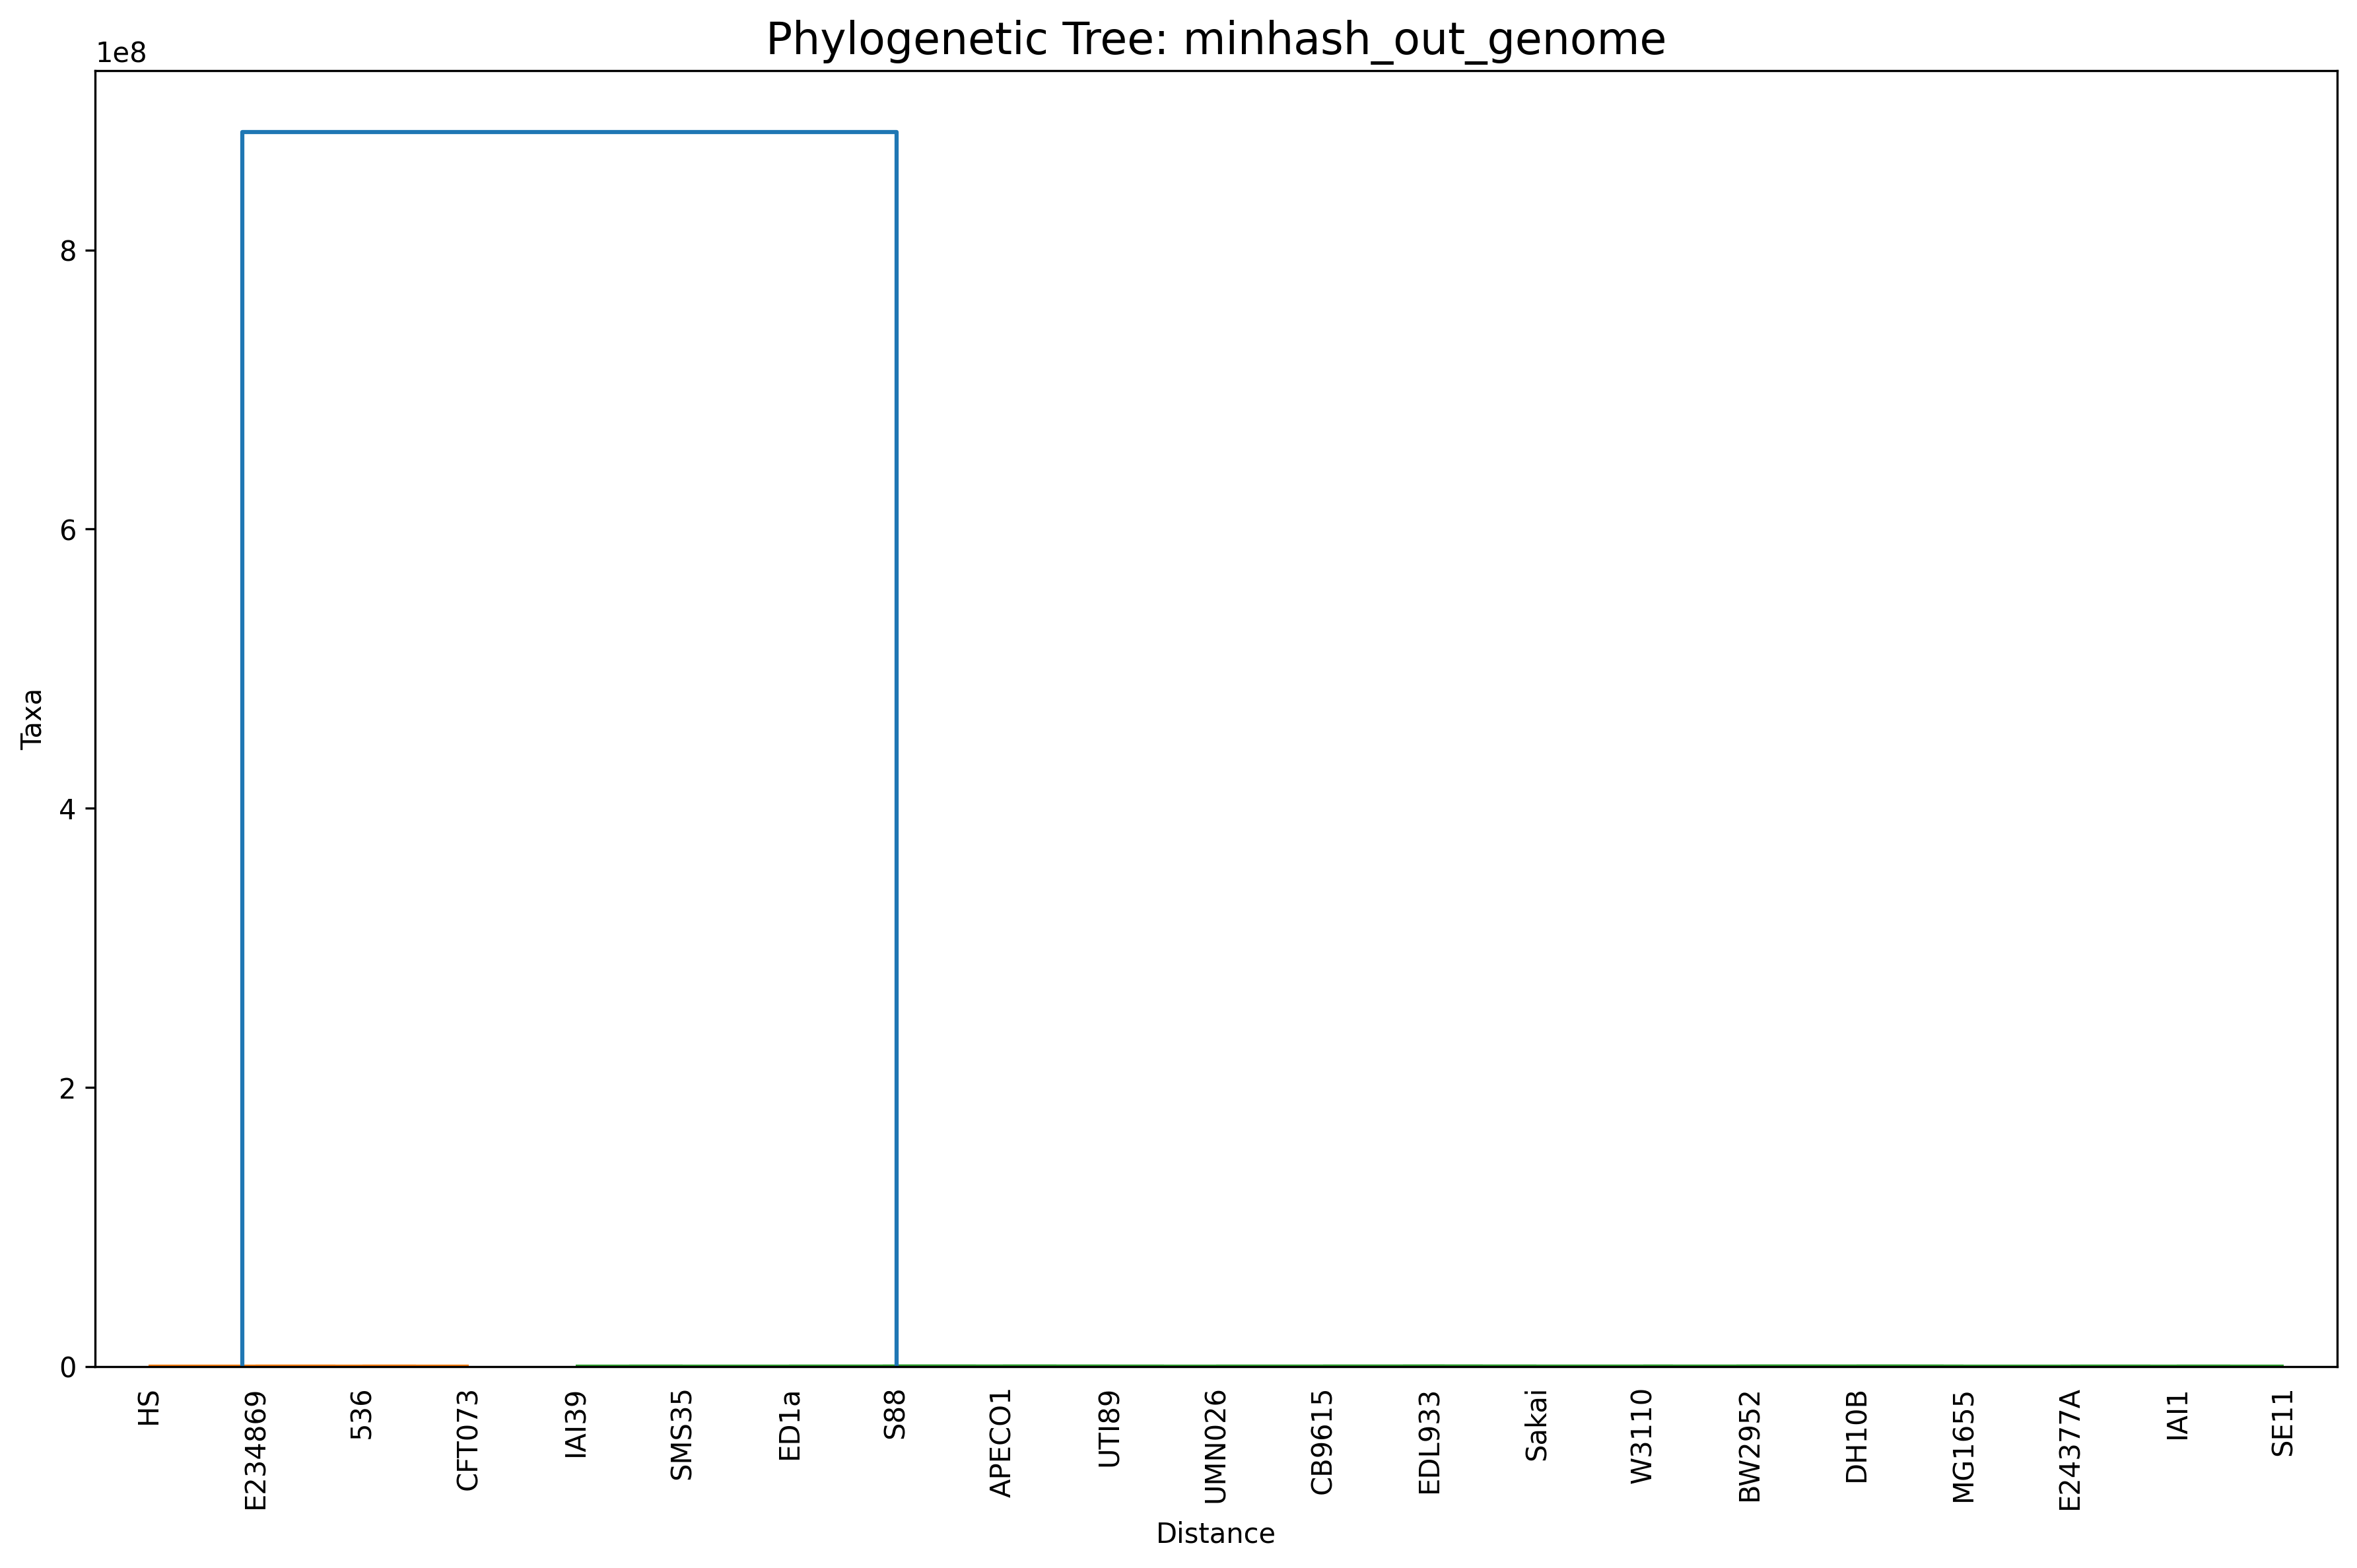 Phylogenetic Tree: minhash_out_genome
1e8
8
6
4
2
0
Taxa
HS
E234869
536
CFT073
IAI39
SMS35
ED1a
S88
APECO1
UTI89
UMN026
CB9615
EDL933
Sakai
W3110
BW2952
DH10B
MG1655
E24377A
IAI1
SE11
Distance